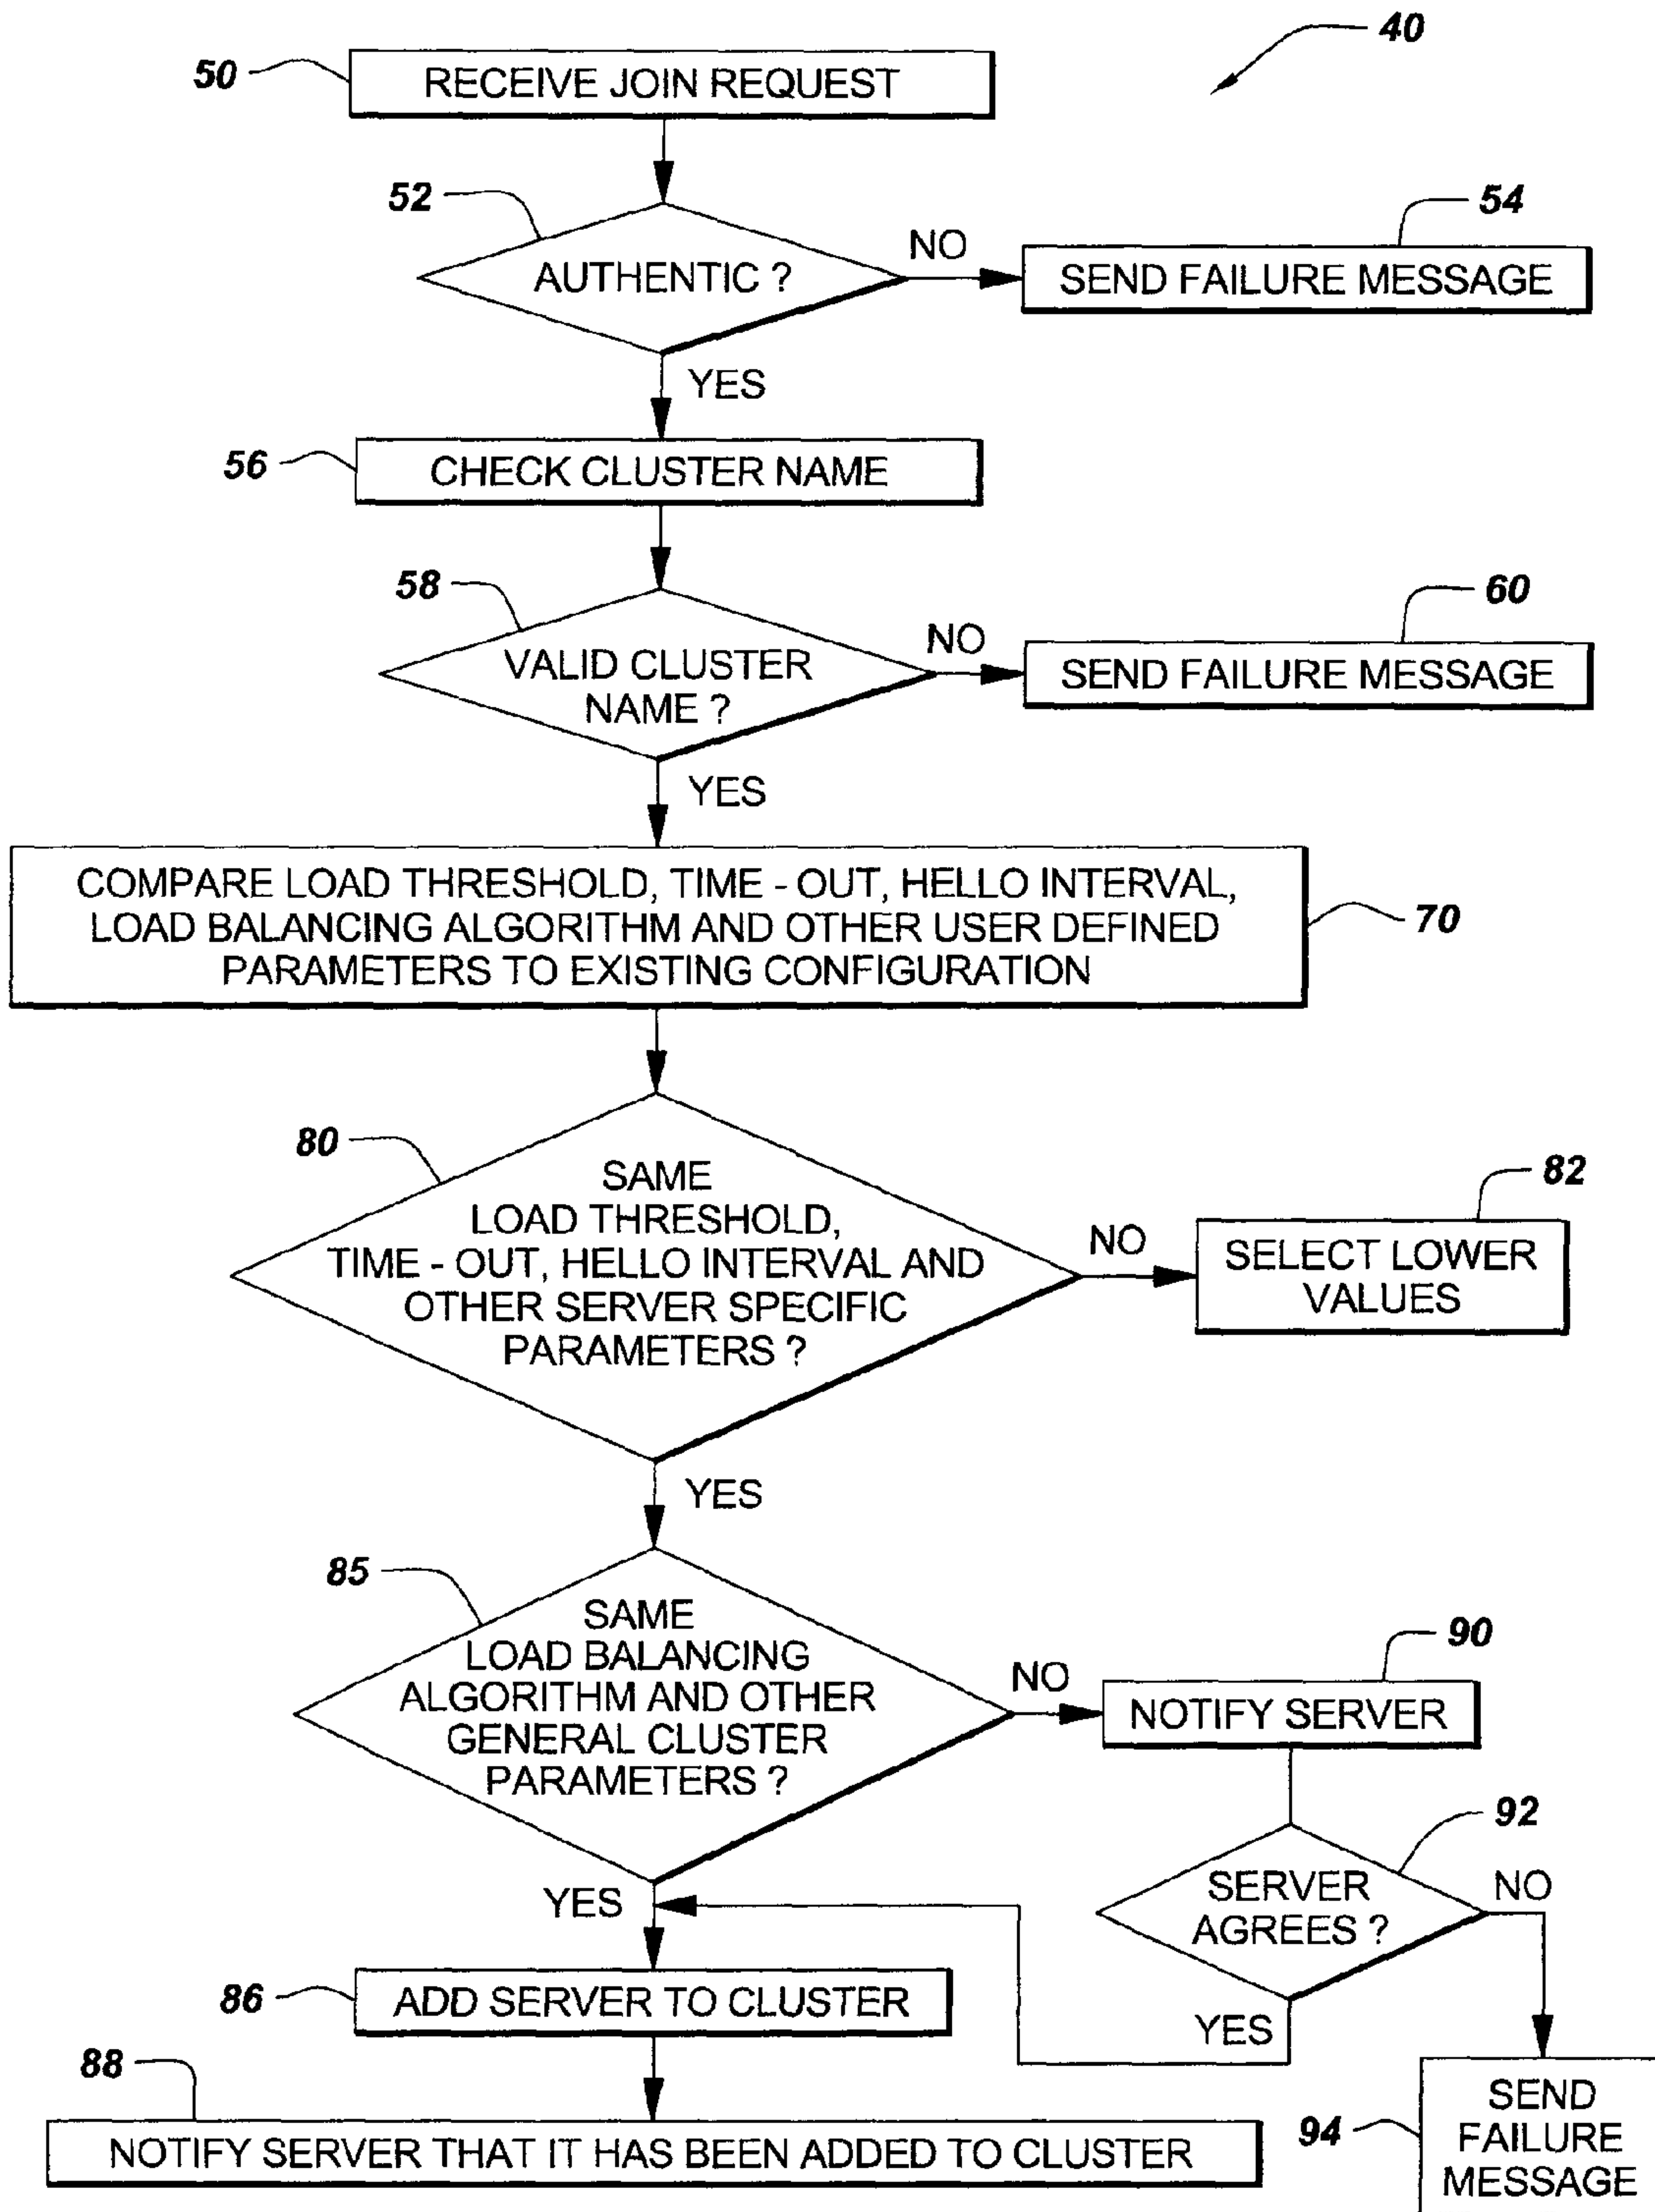 40
50
RECEIVE JOIN REQUEST
52
AUTHENTIC ?
NO
54
SEND FAILURE MESSAGE
YES
56
CHECK CLUSTER NAME
58
VALID CLUSTER
NAME ?
NO
60
SEND FAILURE MESSAGE
YES
COMPARE LOAD THRESHOLD, TIME - OUT, HELLO INTERVAL,
LOAD BALANCING ALGORITHM AND OTHER USER DEFINED
PARAMETERS TO EXISTING CONFIGURATION
70
80
SAME
LOAD THRESHOLD,
TIME - OUT, HELLO INTERVAL AND
OTHER SERVER SPECIFIC
PARAMETERS ?
NO
82
SELECT LOWER
VALUES
YES
85
SAME
LOAD BALANCING
ALGORITHM AND OTHER
GENERAL CLUSTER
PARAMETERS ?
NO
90
NOTIFY SERVER
92
SERVER
AGREES ?
NO
YES
YES
86
ADD SERVER TO CLUSTER
88
NOTIFY SERVER THAT IT HAS BEEN ADDED TO CLUSTER
94
SEND
FAILURE
MESSAGE